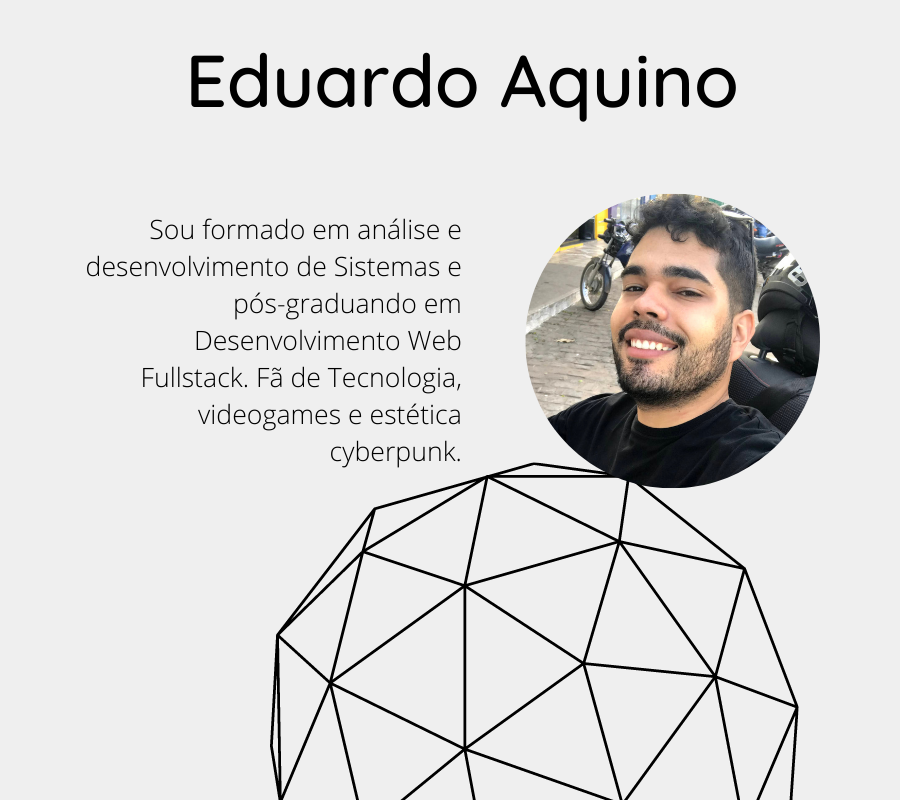 Eduardo Aquino
Sou formado em análise e
desenvolvimento de Sistemas e
pós-graduando em
Desenvolvimento Web
Fullstack. Fã de Tecnologia,
videogames e estética
cyberpunk.